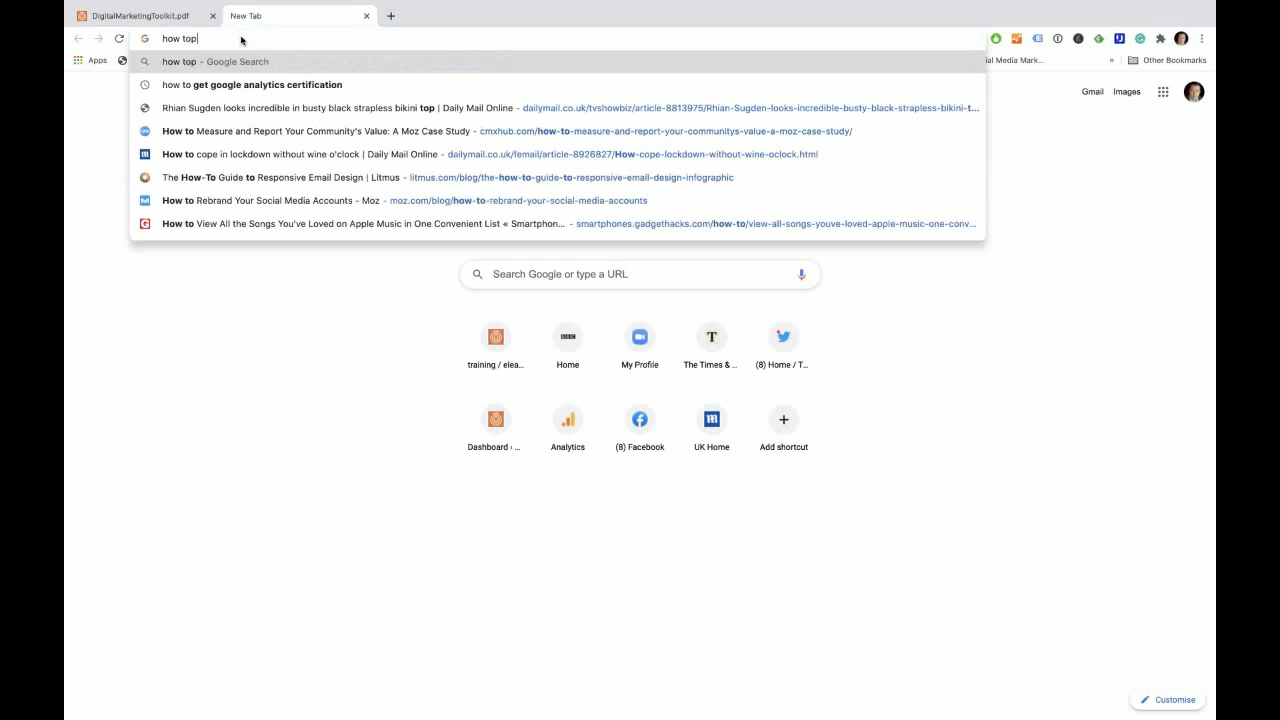 DigitalMarketingToolkit.pdf
New Tab
how top
Apps
ial Media Mark...
»
Other Bookmarks
how top – Google Search
how to get google analytics certification
Rhian Sugden looks incredible in busty black strapless bikini top | Daily Mail Online – dailymail.co.uk/tvshowbiz/article-8813975/Rhian-Sugden-looks-incredible-busty-black-strapless-bikini-t...
How to Measure and Report Your Community's Value: A Moz Case Study – cmxhub.com/how-to-measure-and-report-your-communitys-value-a-moz-case-study/
How to cope in lockdown without wine o'clock | Daily Mail Online – dailymail.co.uk/femail/article-8926827/How-cope-lockdown-without-wine-oclock.html
The How-To Guide to Responsive Email Design | Litmus – litmus.com/blog/the-how-to-guide-to-responsive-email-design-infographic
How to Rebrand Your Social Media Accounts - Moz – moz.com/blog/how-to-rebrand-your-social-media-accounts
How to View All the Songs You've Loved on Apple Music in One Convenient List « Smartphon... – smartphones.gadgethacks.com/how-to/view-all-songs-youve-loved-apple-music-one-conv...
Gmail Images
Search Google or type a URL
training / elea...
Home
My Profile
The Times & ...
(8) Home / T...
Dashboard ‹ ...
Analytics
(8) Facebook
UK Home
Add shortcut
Customise